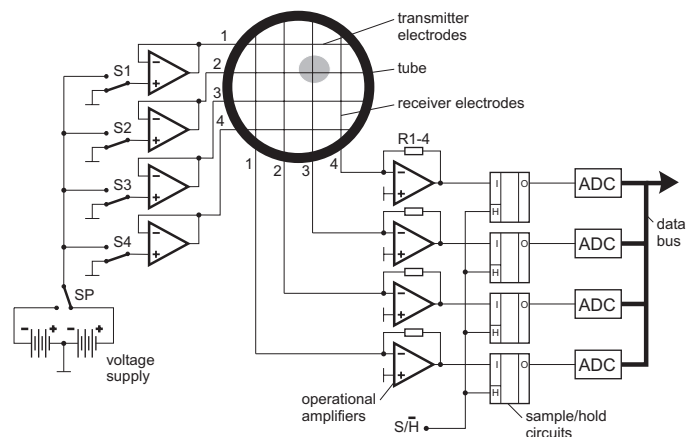 transmitter
electrodes
tube
receiver electrodes
1
2
3
4
1
2
3
4
S1
S2
S3
S4
SP
- +
- +
- +
- +
- + - +
voltage
supply
R1-4
- +
- +
- +
- +
I O
H
I O
H
I O
H
I O
H
ADC
ADC
ADC
ADC
data
bus
operational
amplifiers
S/H̅
sample/hold
circuits